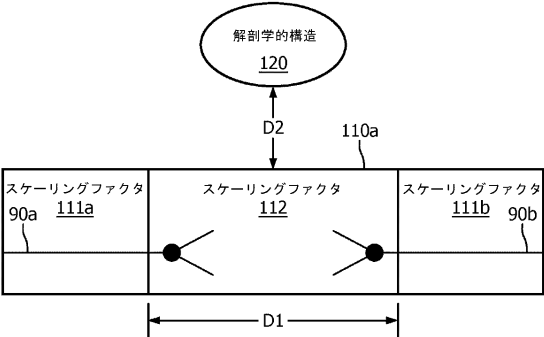 解剖学的構造
120
D2
110a
スケーリングファクタ
111a
スケーリングファクタ
112
スケーリングファクタ
111b
90a
90b
D1